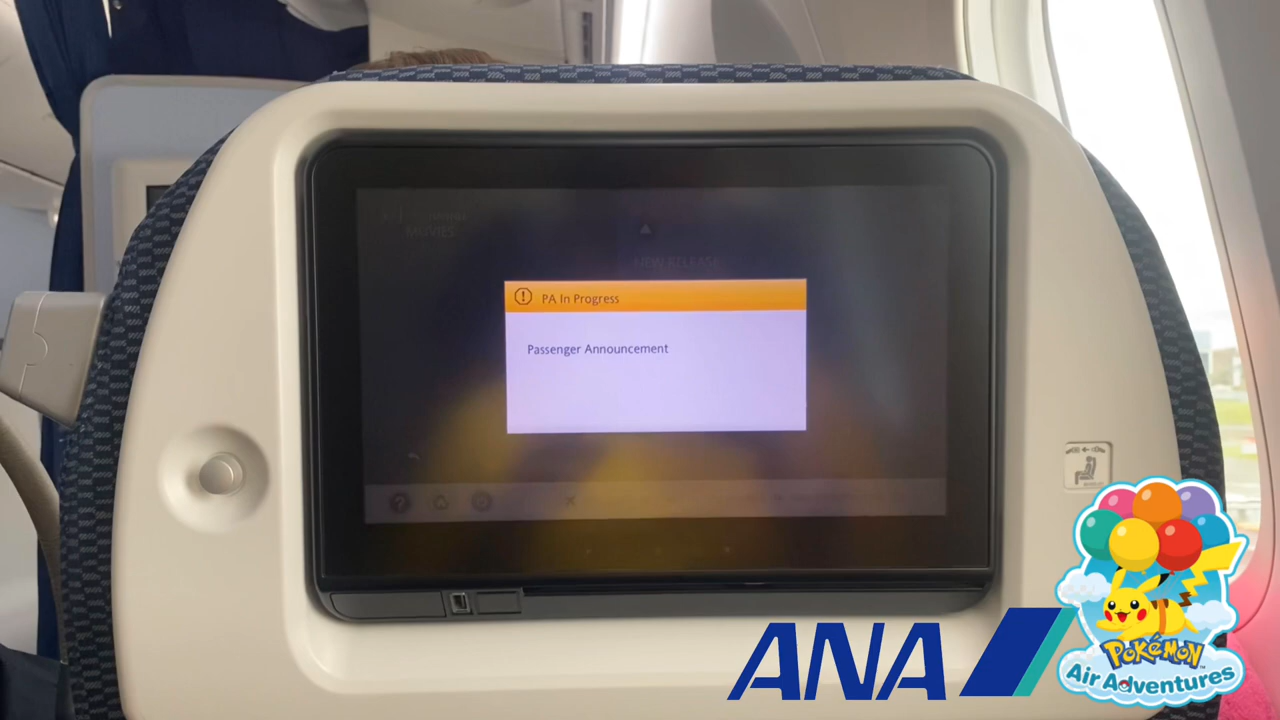 MOVIES
NEW RELEASE
PA In Progress
Passenger Announcement
ANA
POKÉMON
Air Adventures